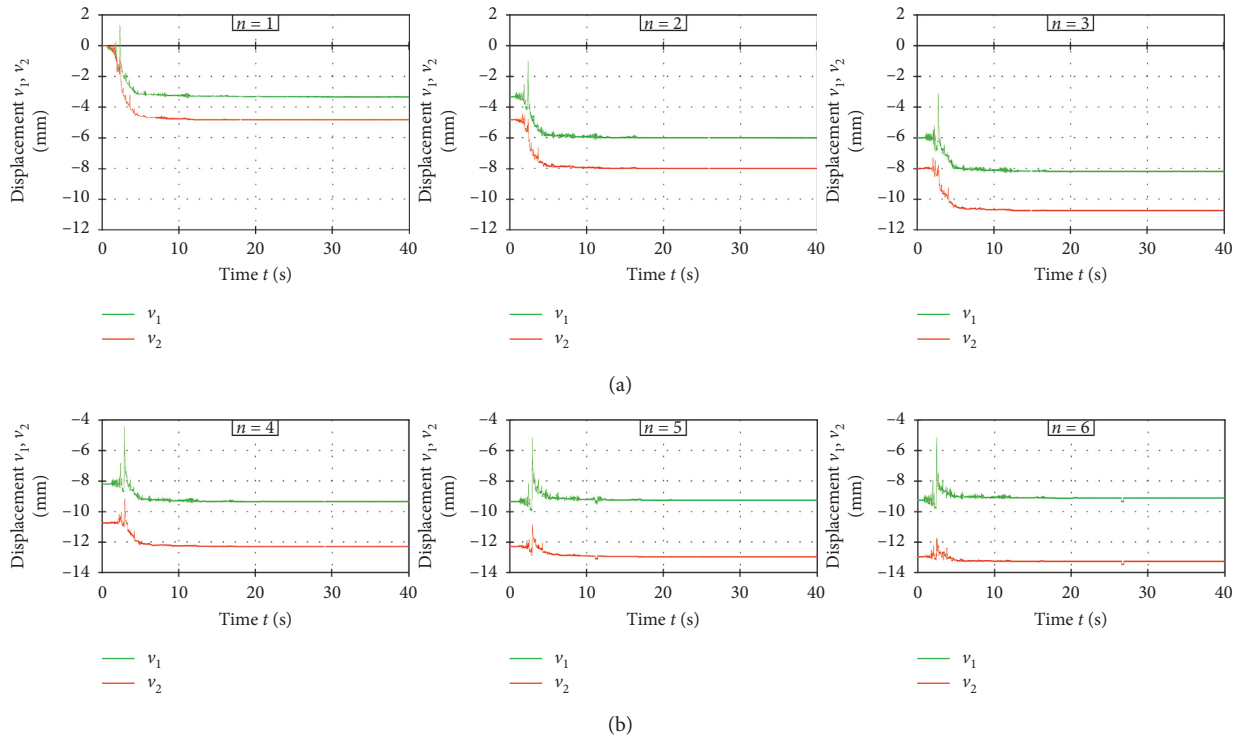 n = 1
Displacement v1, v2
(mm)
2
0
−2
−4
−6
−8
−10
−12
0
10
20
30
40
Time t (s)
v1
v2
n = 2
Displacement v1, v2
(mm)
2
0
−2
−4
−6
−8
−10
−12
0
10
20
30
40
Time t (s)
v1
v2
n = 3
Displacement v1, v2
(mm)
2
0
−2
−4
−6
−8
−10
−12
0
10
20
30
40
Time t (s)
v1
v2
(a)
n = 4
Displacement v1, v2
(mm)
−4
−6
−8
−10
−12
−14
0
10
20
30
40
Time t (s)
v1
v2
n = 5
Displacement v1, v2
(mm)
−4
−6
−8
−10
−12
−14
0
10
20
30
40
Time t (s)
v1
v2
n = 6
Displacement v1, v2
(mm)
−4
−6
−8
−10
−12
−14
0
10
20
30
40
Time t (s)
v1
v2
(b)